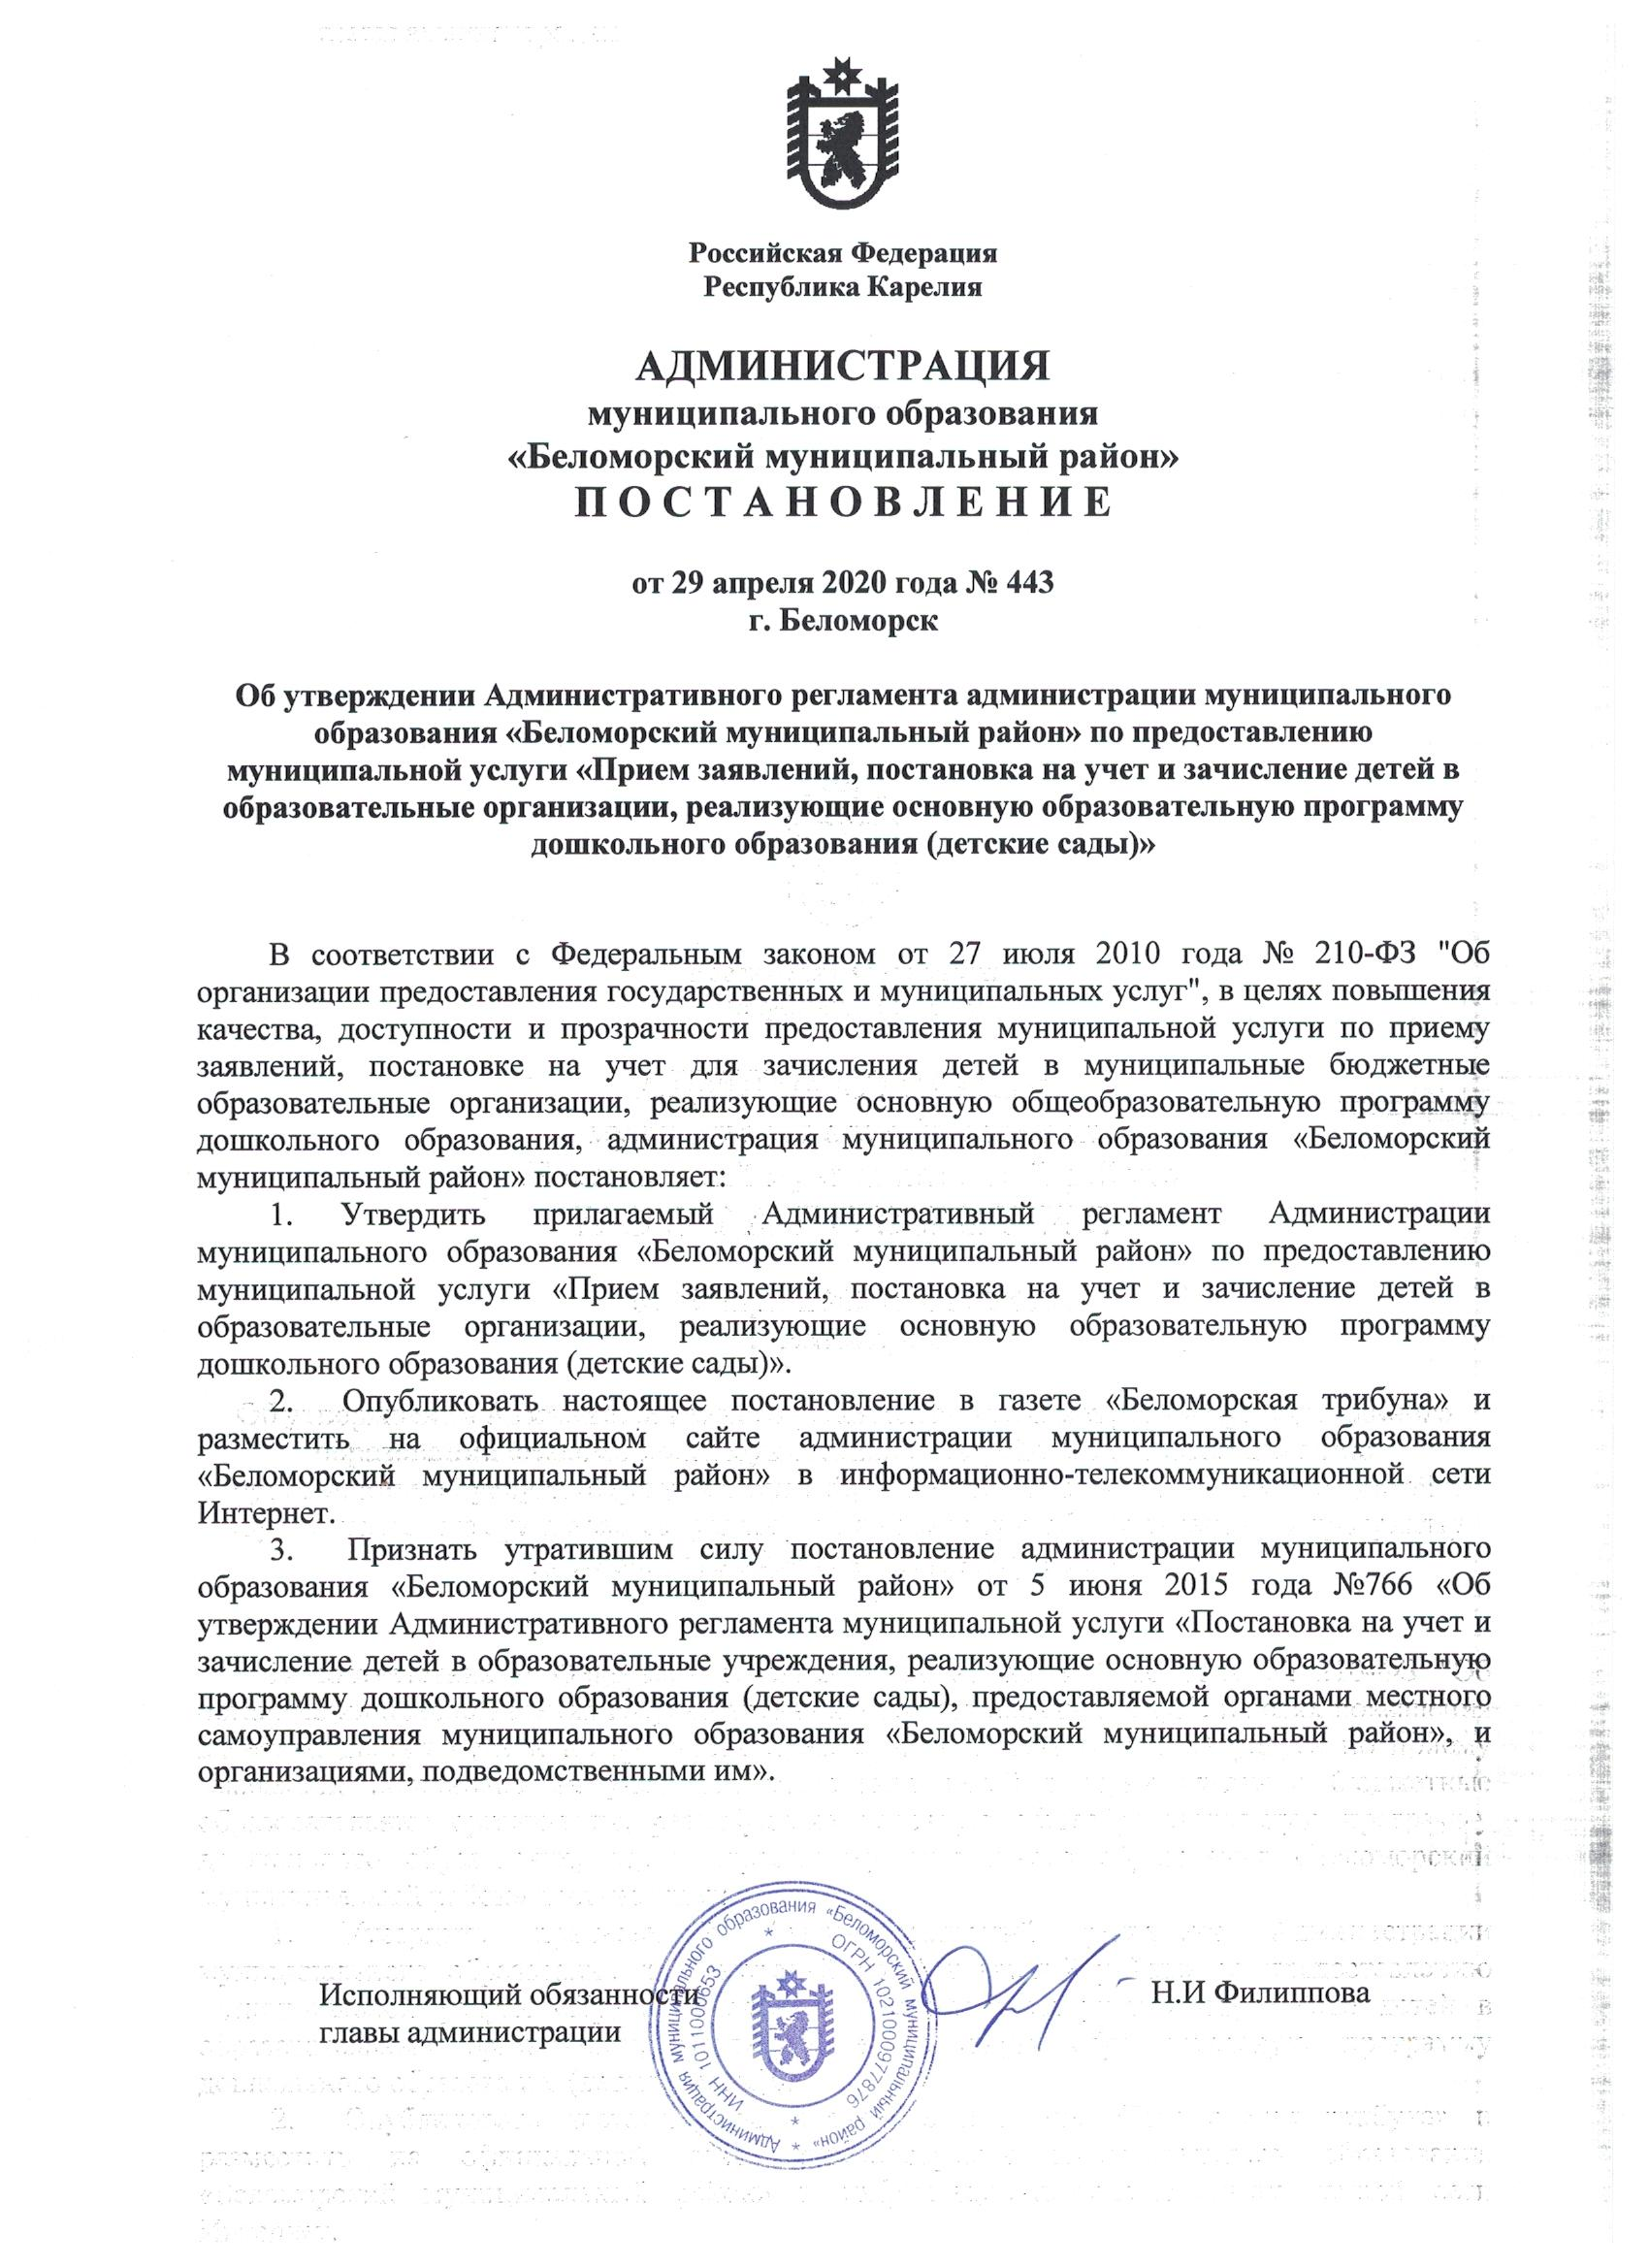 Российская Федерация
Республика Карелия
АДМИНИСТРАЦИЯ
муниципального образования
«Беломорский муниципальный район»
П О С Т А Н О В Л Е Н И Е
от 29 апреля 2020 года № 443
г. Беломорск
Об утверждении Административного регламента администрации муниципального
образования «Беломорский муниципальный район» по предоставлению
муниципальной услуги «Прием заявлений, постановка на учет и зачисление детей в
образовательные организации, реализующие основную образовательную программу
дошкольного образования (детские сады)»
В соответствии с Федеральным законом от 27 июля 2010 года № 210-ФЗ "Об
организации предоставления государственных и муниципальных услуг", в целях повышения
качества, доступности и прозрачности предоставления муниципальной услуги по приему
заявлений, постановке на учет для зачисления детей в муниципальные бюджетные
образовательные организации, реализующие основную общеобразовательную программу
дошкольного образования, администрация муниципального образования «Беломорский
муниципальный район» постановляет:
1. Утвердить прилагаемый Административный регламент Администрации
муниципального образования «Беломорский муниципальный район» по предоставлению
муниципальной услуги «Прием заявлений, постановка на учет и зачисление детей в
образовательные организации, реализующие основную образовательную программу
дошкольного образования (детские сады)».
2. Опубликовать настоящее постановление в газете «Беломорская трибуна» и
разместить на официальном сайте администрации муниципального образования
«Беломорский муниципальный район» в информационно-телекоммуникационной сети
Интернет.
3. Признать утратившим силу постановление администрации муниципального
образования «Беломорский муниципальный район» от 5 июня 2015 года №766 «Об
утверждении Административного регламента муниципальной услуги «Постановка на учет и
зачисление детей в образовательные учреждения, реализующие основную образовательную
программу дошкольного образования (детские сады), предоставляемой органами местного
самоуправления муниципального образования «Беломорский муниципальный район», и
организациями, подведомственными им».
Исполняющий обязанности
главы администрации
Н.И Филиппова
Администрация муниципального образования «Беломорский муниципальный район»
ИНН 1011000653
ОГРН 1021000977876